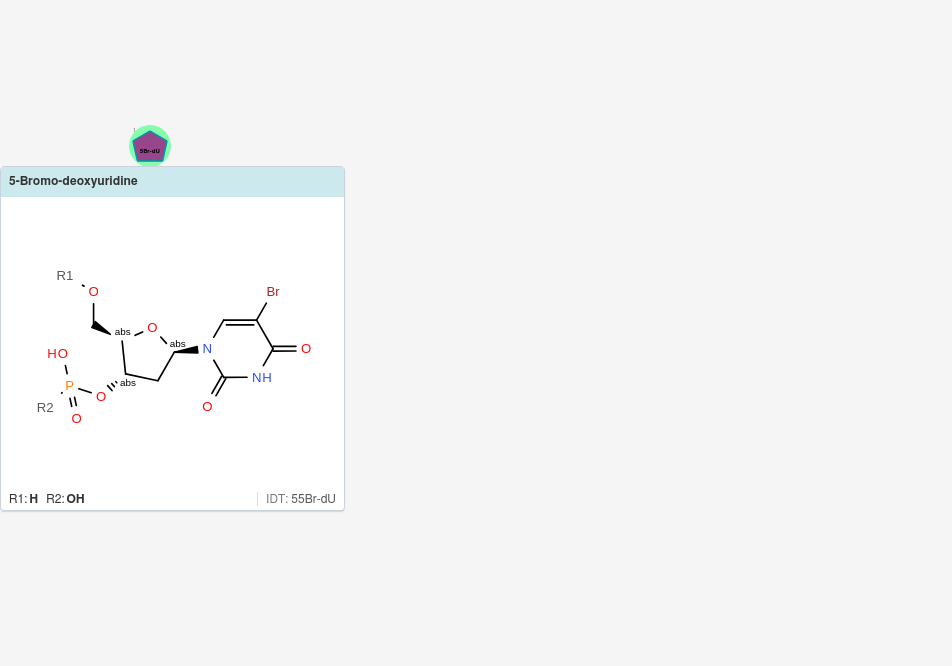 5Br-dU
5-Bromo-deoxyuridine
R1
O
Br
abs
O
abs
HO
N
O
P
abs
NH
R2
O
O
O
R1: H R2: OH
IDT: 55Br-dU